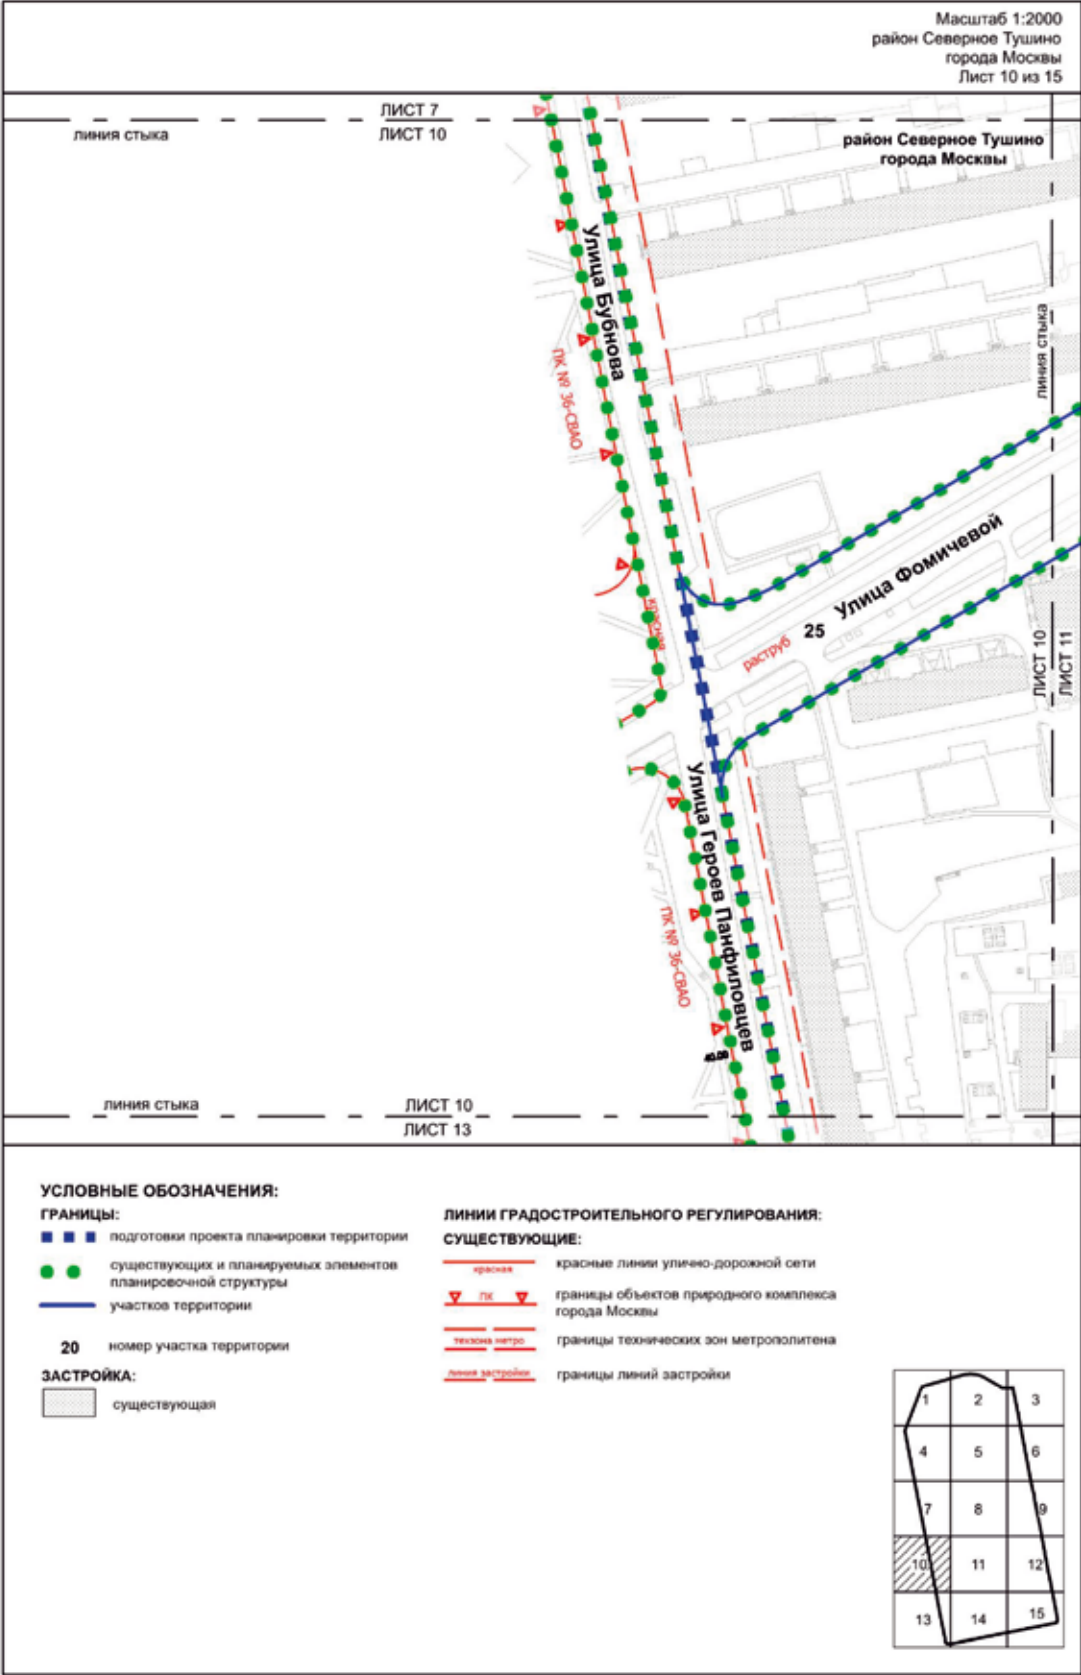 Масштаб 1:2000
район Северное Тушино
города Москвы
Лист 10 из 15
ЛИСТ 7
линия стыка
ЛИСТ 10
район Северное Тушино
города Москвы
Улица Бубнова
линия стыка
ПК № 36-СВАО
Улица Фомичевой
красная
25
раструб
ЛИСТ 10
ЛИСТ 11
Улица Героев Панфиловцев
ПК № 36-СВАО
линия стыка
ЛИСТ 10
ЛИСТ 13
УСЛОВНЫЕ ОБОЗНАЧЕНИЯ:
ГРАНИЦЫ:
подготовки проекта планировки территории
существующих и планируемых элементов
планировочной структуры
участков территории
20 номер участка территории
ЗАСТРОЙКА:
существующая
ЛИНИИ ГРАДОСТРОИТЕЛЬНОГО РЕГУЛИРОВАНИЯ:
СУЩЕСТВУЮЩИЕ:
красная красные линии улично-дорожной сети
ПК границы объектов природного комплекса
города Москвы
техзона метро границы технических зон метрополитена
линия застройки границы линий застройки
1 2 3
4 5 6
7 8 9
10 11 12
13 14 15